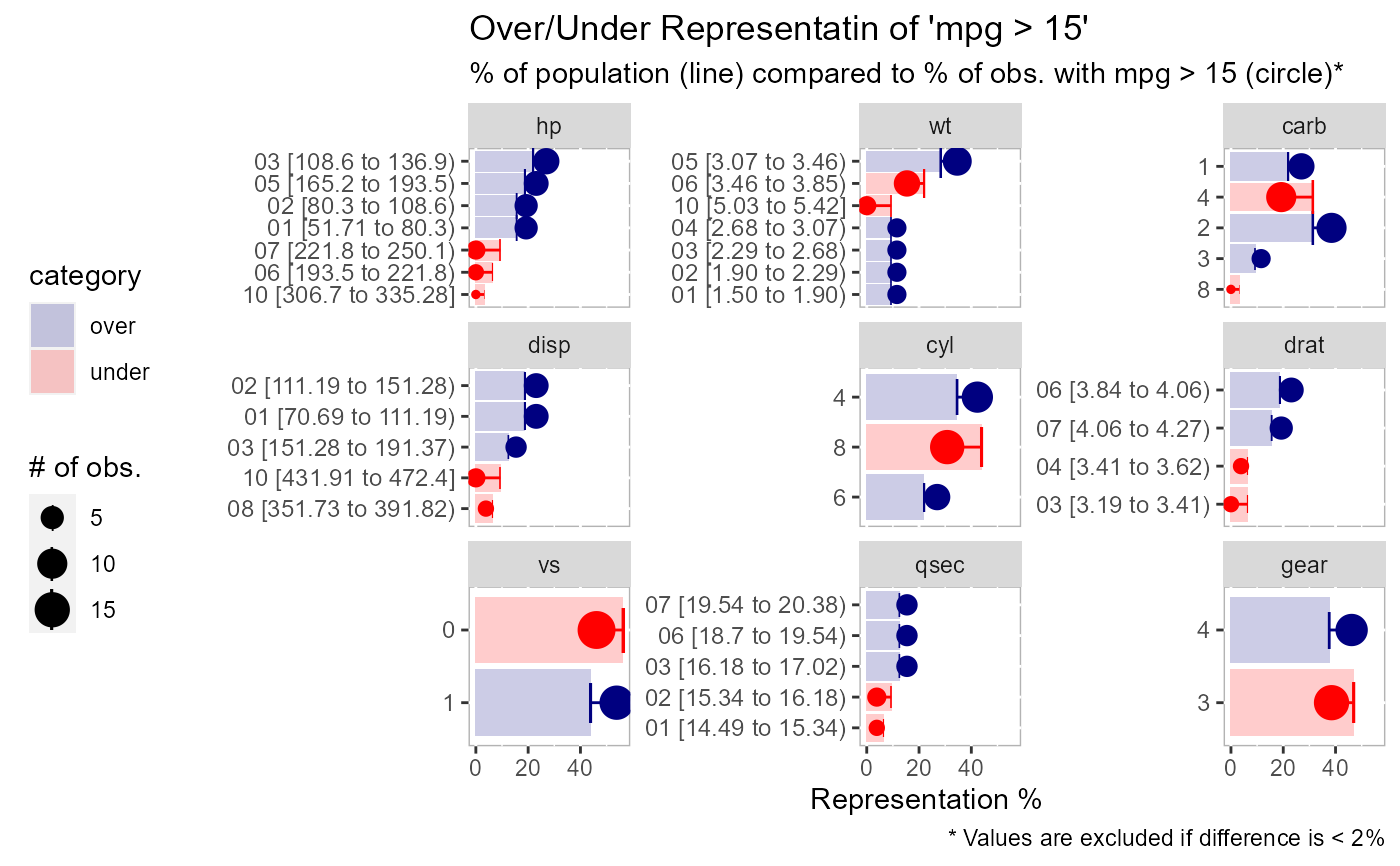 Over/Under Representatin of 'mpg > 15'
% of population (line) compared to % of obs. with mpg > 15 (circle)*
category
over
under
# of obs.
5
10
15
hp
03 [108.6 to 136.9)
05 [165.2 to 193.5)
02 [80.3 to 108.6)
01 [51.71 to 80.3)
07 [221.8 to 250.1)
06 [193.5 to 221.8)
10 [306.7 to 335.28]
wt
05 [3.07 to 3.46)
06 [3.46 to 3.85)
10 [5.03 to 5.42]
04 [2.68 to 3.07)
03 [2.29 to 2.68)
02 [1.90 to 2.29)
01 [1.50 to 1.90)
carb
1
4
2
3
8
disp
02 [111.19 to 151.28)
01 [70.69 to 111.19)
03 [151.28 to 191.37)
10 [431.91 to 472.4]
08 [351.73 to 391.82)
cyl
4
8
6
drat
06 [3.84 to 4.06)
07 [4.06 to 4.27)
04 [3.41 to 3.62)
03 [3.19 to 3.41)
vs
0
1
0 20 40
qsec
07 [19.54 to 20.38)
06 [18.7 to 19.54)
03 [16.18 to 17.02)
02 [15.34 to 16.18)
01 [14.49 to 15.34)
0 20 40
gear
4
3
0 20 40
Representation %
* Values are excluded if difference is < 2%